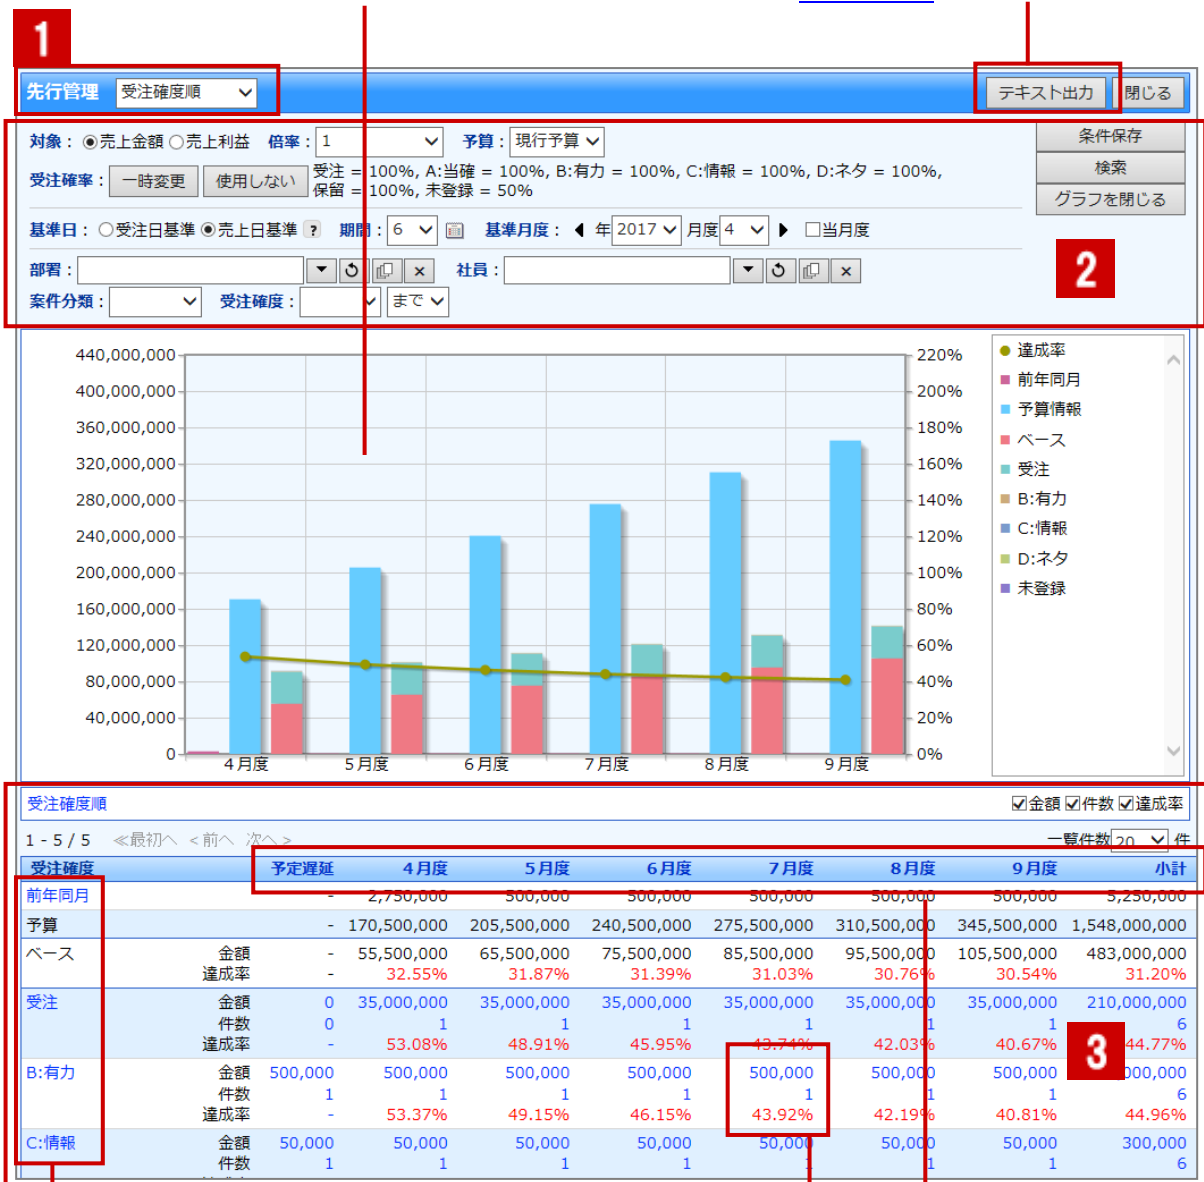 1
先行管理 受注確度順 テキスト出力 閉じる
対象： 売上金額 売上利益 倍率： 1 予算： 現行予算 条件保存
受注確率： 一時変更 使用しない 受注 = 100%, A:当確 = 100%, B:有力 = 100%, C:情報 = 100%, D:ネタ = 100%, 検索
保留 = 100%, 未登録 = 50%
グラフを閉じる
基準日： 受注日基準 売上日基準 ? 期間： 6 基準月度： 年 2017 月度 4 当月度
部署： 社員：
2
案件分類： 受注確度： まで
440,000,000 220% 達成率
400,000,000 200% 前年同月
360,000,000 180% 予算情報
320,000,000 160% ベース
280,000,000 140% 受注
240,000,000 120% B:有力
200,000,000 100% C:情報
160,000,000 80% D:ネタ
120,000,000 60% 未登録
80,000,000 40%
40,000,000 20%
0 0%
4月度 5月度 6月度 7月度 8月度 9月度
受注確度順 金額 件数 達成率
1 - 5 / 5 ≪最初へ ＜前へ 次へ＞ 一覧件数 20 件
受注確度 予定遅延 4月度 5月度 6月度 7月度 8月度 9月度 小計
前年同月 - 2,750,000 500,000 500,000 500,000 500,000 500,000 5,250,000
予算 - 170,500,000 205,500,000 240,500,000 275,500,000 310,500,000 345,500,000 1,548,000,000
ベース 金額 - 55,500,000 65,500,000 75,500,000 85,500,000 95,500,000 105,500,000 483,000,000
達成率 - 32.55% 31.87% 31.39% 31.03% 30.76% 30.54% 31.20%
受注 金額 0 35,000,000 35,000,000 35,000,000 35,000,000 35,000,000 35,000,000 210,000,000
件数 0 1 1 1 1 1 1 6
達成率 - 53.08% 48.91% 45.95% 43.74% 42.03% 40.67% 44.77%
3
B:有力 金額 500,000 500,000 500,000 500,000 500,000 500,000 500,000 000,000
件数 1 1 1 1 1 1 1 6
達成率 - 53.37% 49.15% 46.15% 43.92% 42.19% 40.81% 44.96%
C:情報 金額 50,000 50,000 50,000 50,000 50,000 50,000 50,000 300,000
件数 1 1 1 1 1 1 1 6